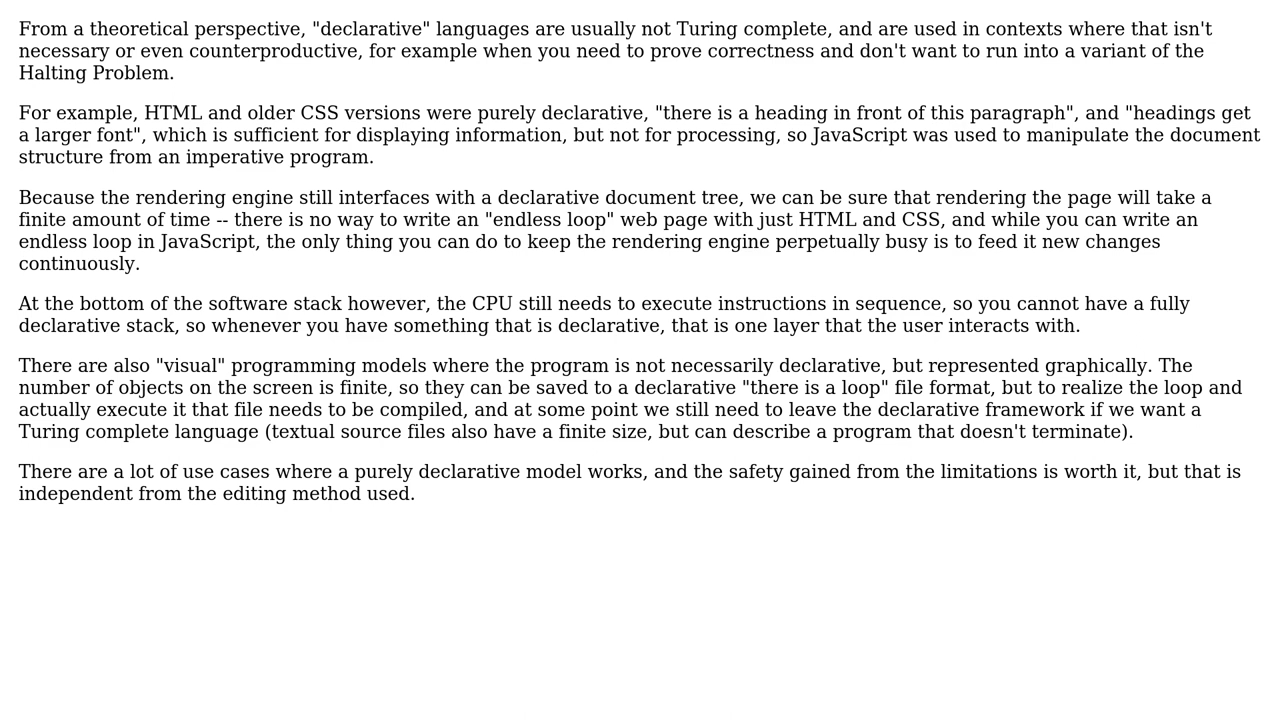 From a theoretical perspective, "declarative" languages are usually not Turing complete, and are used in contexts where that isn't
necessary or even counterproductive, for example when you need to prove correctness and don't want to run into a variant of the
Halting Problem.
For example, HTML and older CSS versions were purely declarative, "there is a heading in front of this paragraph", and "headings get
a larger font", which is sufficient for displaying information, but not for processing, so JavaScript was used to manipulate the document
structure from an imperative program.
Because the rendering engine still interfaces with a declarative document tree, we can be sure that rendering the page will take a
finite amount of time -- there is no way to write an "endless loop" web page with just HTML and CSS, and while you can write an
endless loop in JavaScript, the only thing you can do to keep the rendering engine perpetually busy is to feed it new changes
continuously.
At the bottom of the software stack however, the CPU still needs to execute instructions in sequence, so you cannot have a fully
declarative stack, so whenever you have something that is declarative, that is one layer that the user interacts with.
There are also "visual" programming models where the program is not necessarily declarative, but represented graphically. The
number of objects on the screen is finite, so they can be saved to a declarative "there is a loop" file format, but to realize the loop and
actually execute it that file needs to be compiled, and at some point we still need to leave the declarative framework if we want a
Turing complete language (textual source files also have a finite size, but can describe a program that doesn't terminate).
There are a lot of use cases where a purely declarative model works, and the safety gained from the limitations is worth it, but that is
independent from the editing method used.